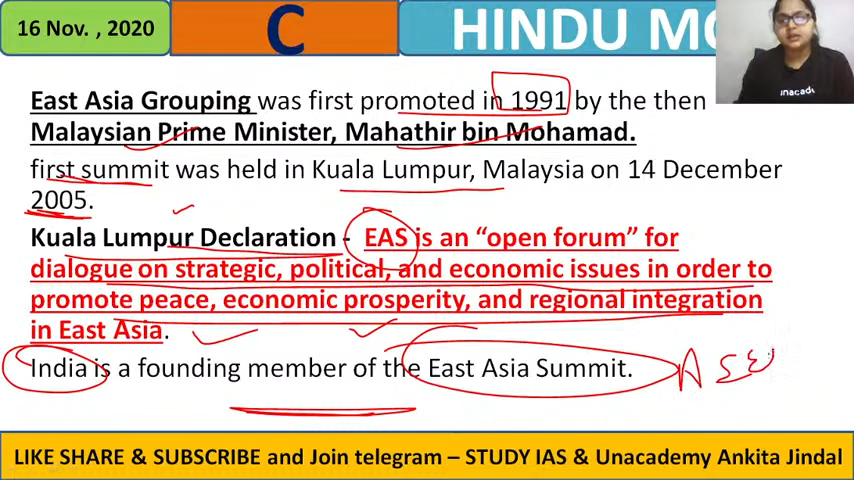 16 Nov. , 2020
C
HINDU MO
unacade
East Asia Grouping was first promoted in 1991 by the then
Malaysian Prime Minister, Mahathir bin Mohamad.
first summit was held in Kuala Lumpur, Malaysia on 14 December
2005.
Kuala Lumpur Declaration - EAS is an “open forum” for
dialogue on strategic, political, and economic issues in order to
promote peace, economic prosperity, and regional integration
in East Asia.
India is a founding member of the East Asia Summit.
LIKE SHARE & SUBSCRIBE and Join telegram – STUDY IAS & Unacademy Ankita Jindal